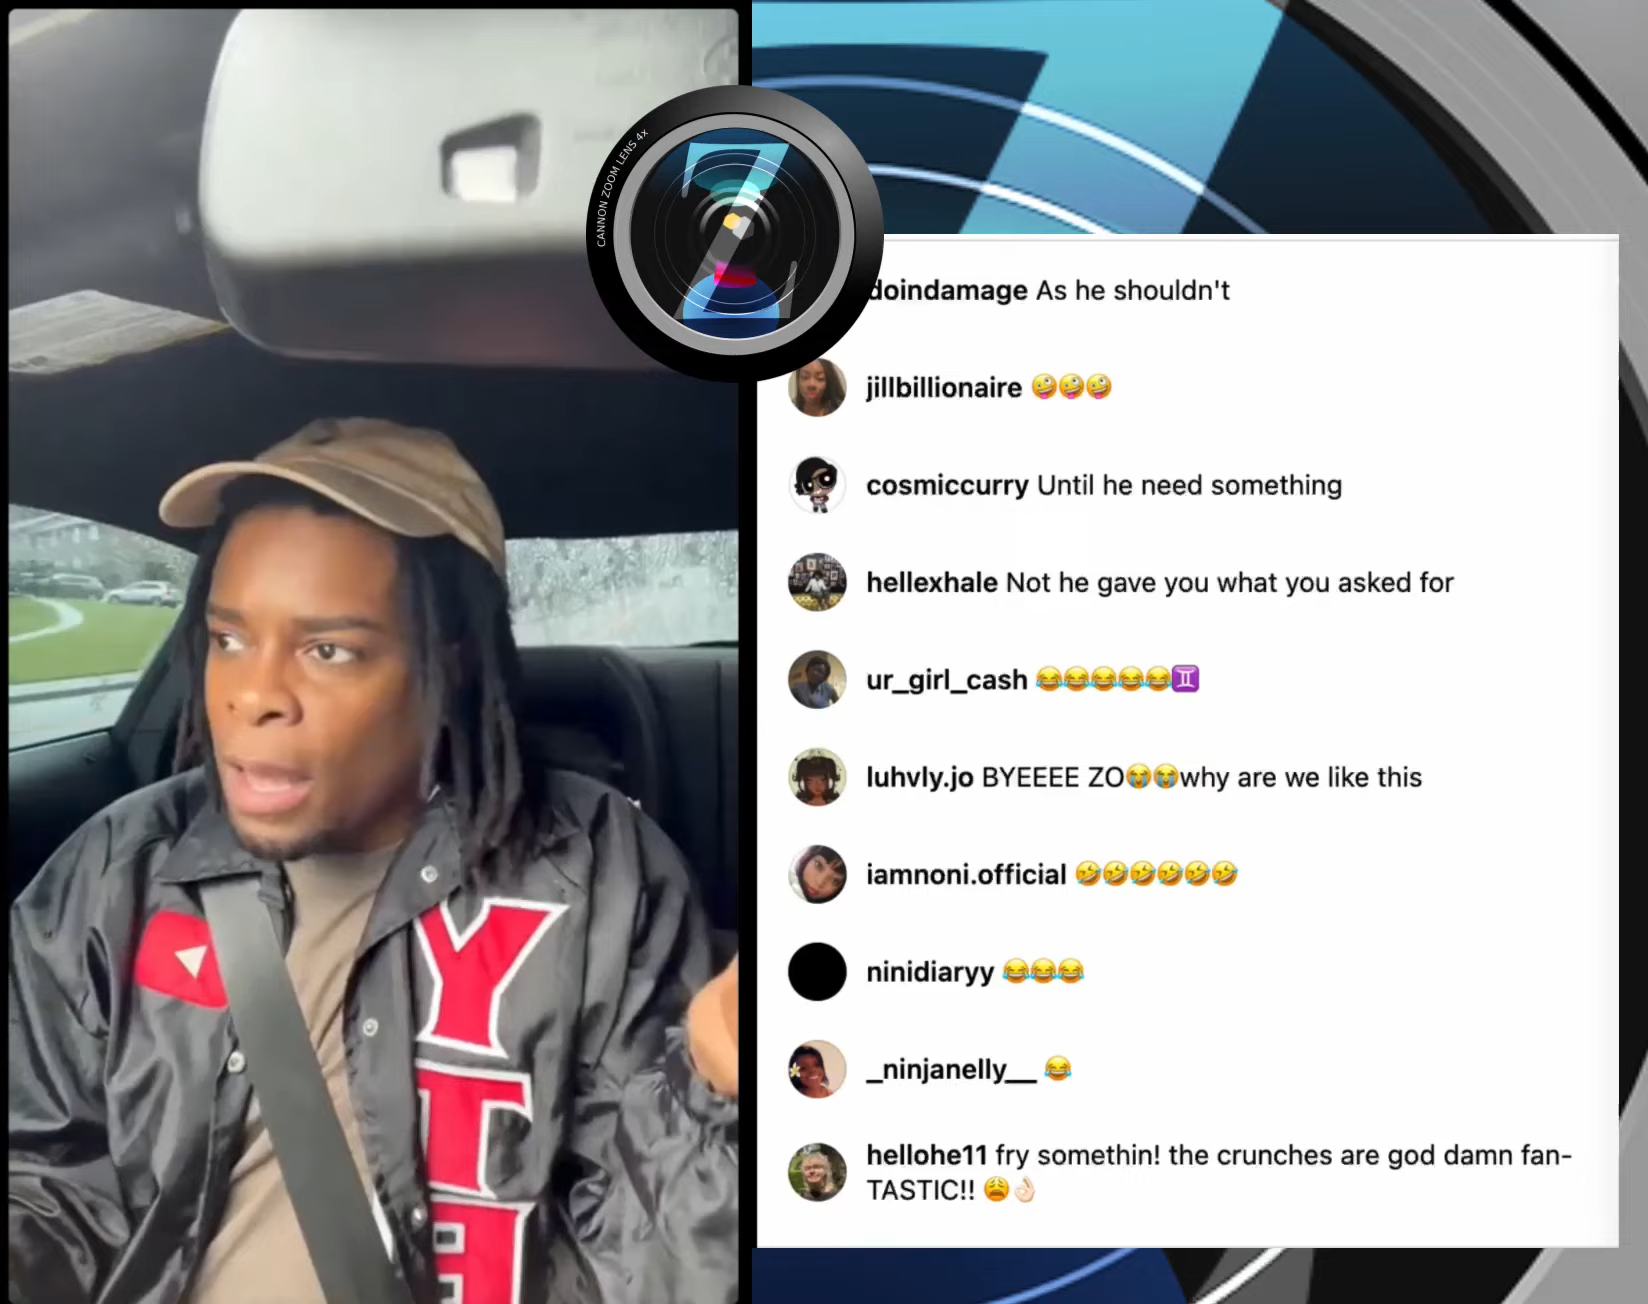 CANNON ZOOM LENS 4x
Z
doindamage As he shouldn't
jillbillionaire 🤪🤪🤪
cosmiccurry Until he need something
hellexhale Not he gave you what you asked for
ur_girl_cash 😂😂😂😂😂♊
luhvly.jo BYEEEE ZO😭😭why are we like this
iamnoni.official 🤣🤣🤣🤣🤣🤣
ninidiaryy 😂😂😂
_ninjanelly__ 😂
hellohe11 fry somethin! the crunches are god damn fan-
TASTIC!! 😩👌🏻
Y
T